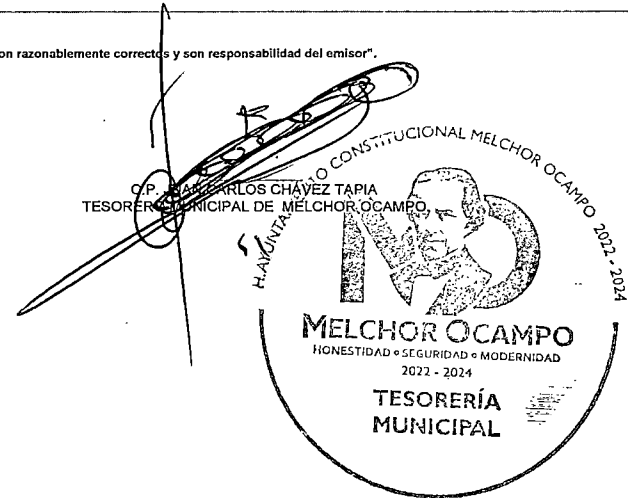 on razonablemente correctos y son responsabilidad del emisor".
C.P. JUAN CARLOS CHÁVEZ TAPIA
TESORERO MUNICIPAL DE MELCHOR OCAMPO
H. AYUNTAMIENTO CONSTITUCIONAL MELCHOR OCAMPO 2022 - 2024
MO
MELCHOR OCAMPO
HONESTIDAD • SEGURIDAD • MODERNIDAD
2022 - 2024
TESORERÍA
MUNICIPAL